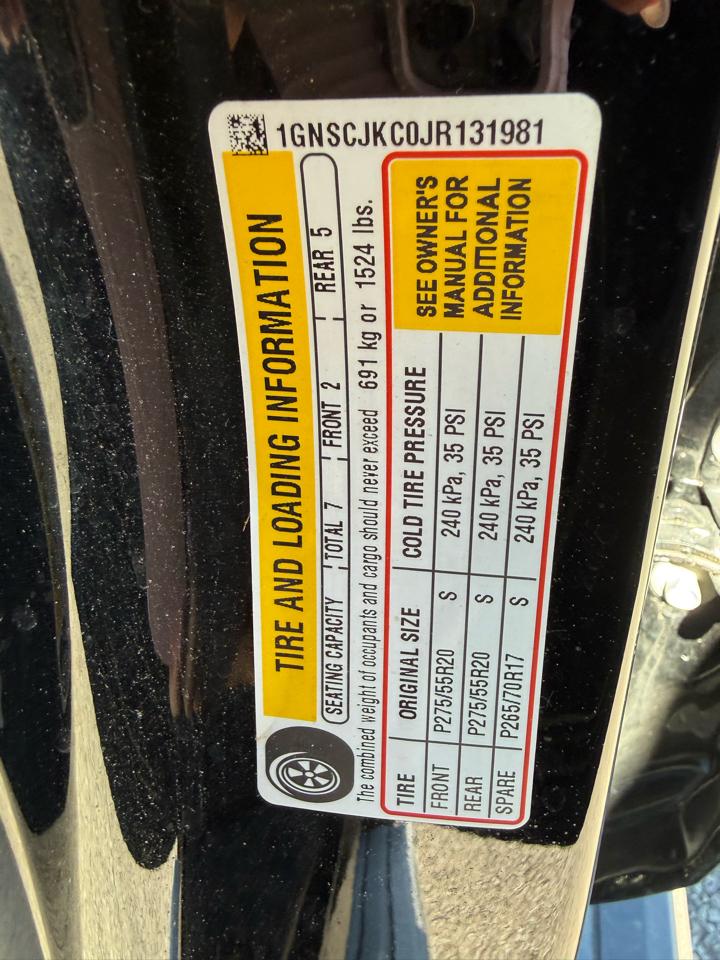 1GNSCJKC0JR131981
TIRE AND LOADING INFORMATION
SEATING CAPACITY TOTAL 7 FRONT 2 REAR 5
The combined weight of occupants and cargo should never exceed 691 kg or 1524 lbs.
TIRE ORIGINAL SIZE COLD TIRE PRESSURE
FRONT P275/55R20 S 240 kPa, 35 PSI
REAR P275/55R20 S 240 kPa, 35 PSI
SPARE P265/70R17 S 240 kPa, 35 PSI
SEE OWNER'S
MANUAL FOR
ADDITIONAL
INFORMATION